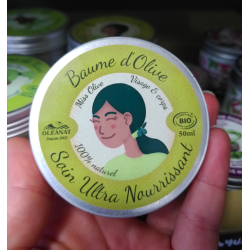 Baume d'Olive
Miss Olive
Visage & corps
OLEANAT
BIO
50ml
100% naturel
Soin Ultra Nourrissant